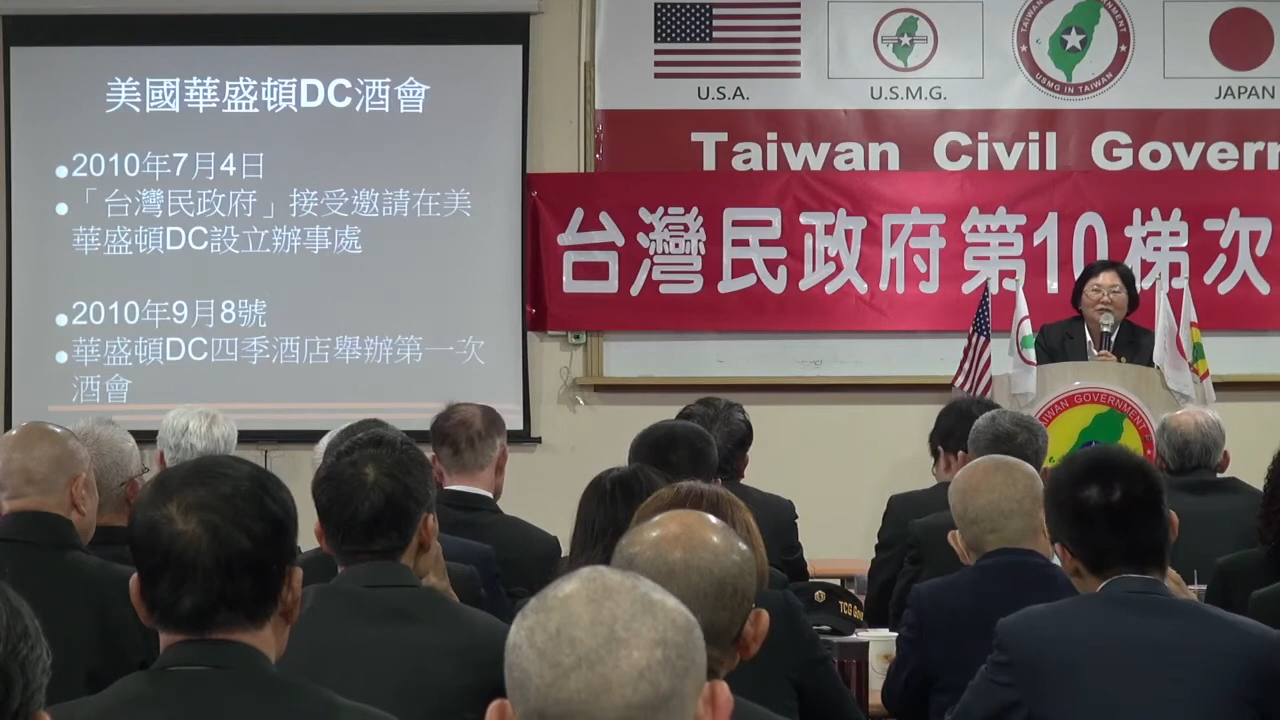 美國華盛頓DC酒會
●2010年7月4日
●「台灣民政府」接受邀請在美
華盛頓DC設立辦事處
●2010年9月8號
●華盛頓DC四季酒店舉辦第一次
酒會
U.S.A.
U.S.M.G.
USMG IN TAIWAN
JAPAN
Taiwan Civil Govern
台灣民政府第10梯次
TAIWAN GOVERNMENT
TCG Gov